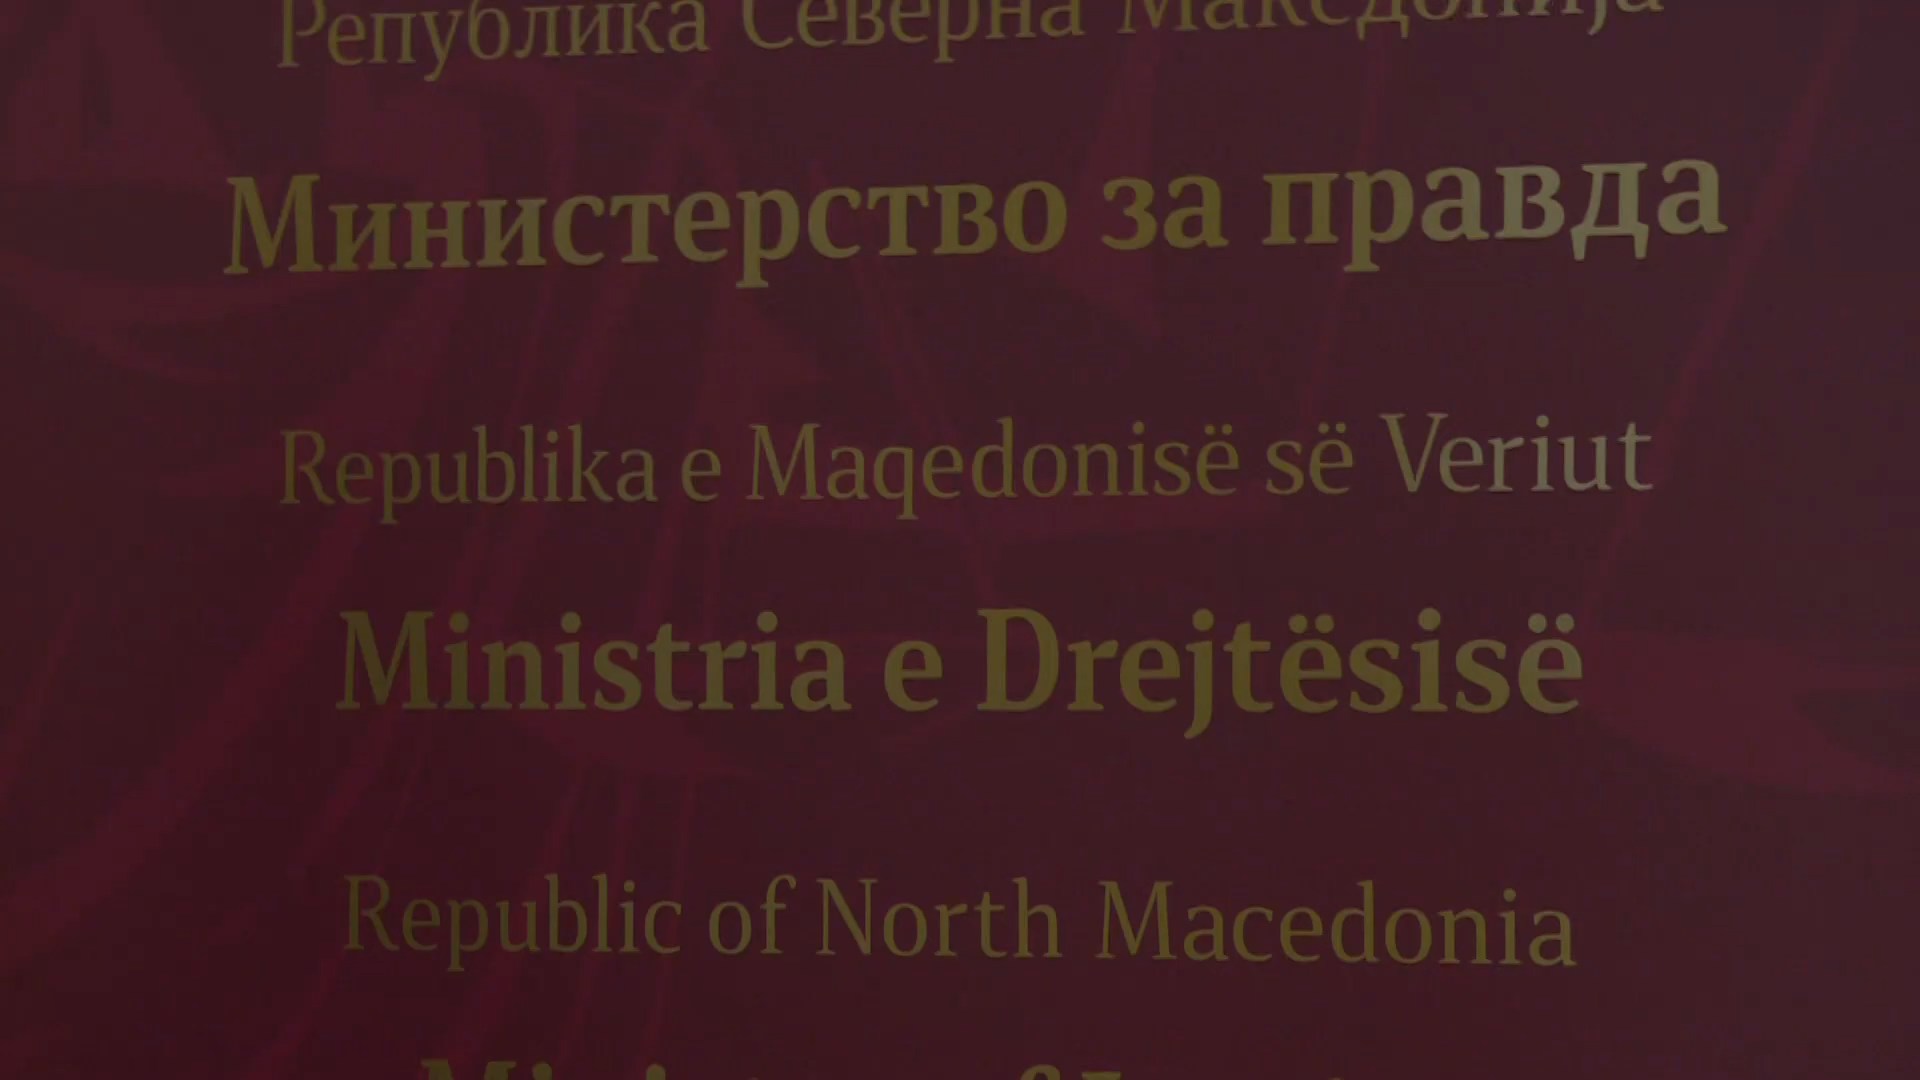 Република Северна Македонија
Министерство за правда
Republika e Maqedonisë së Veriut
Ministria e Drejtësisë
Republic of North Macedonia